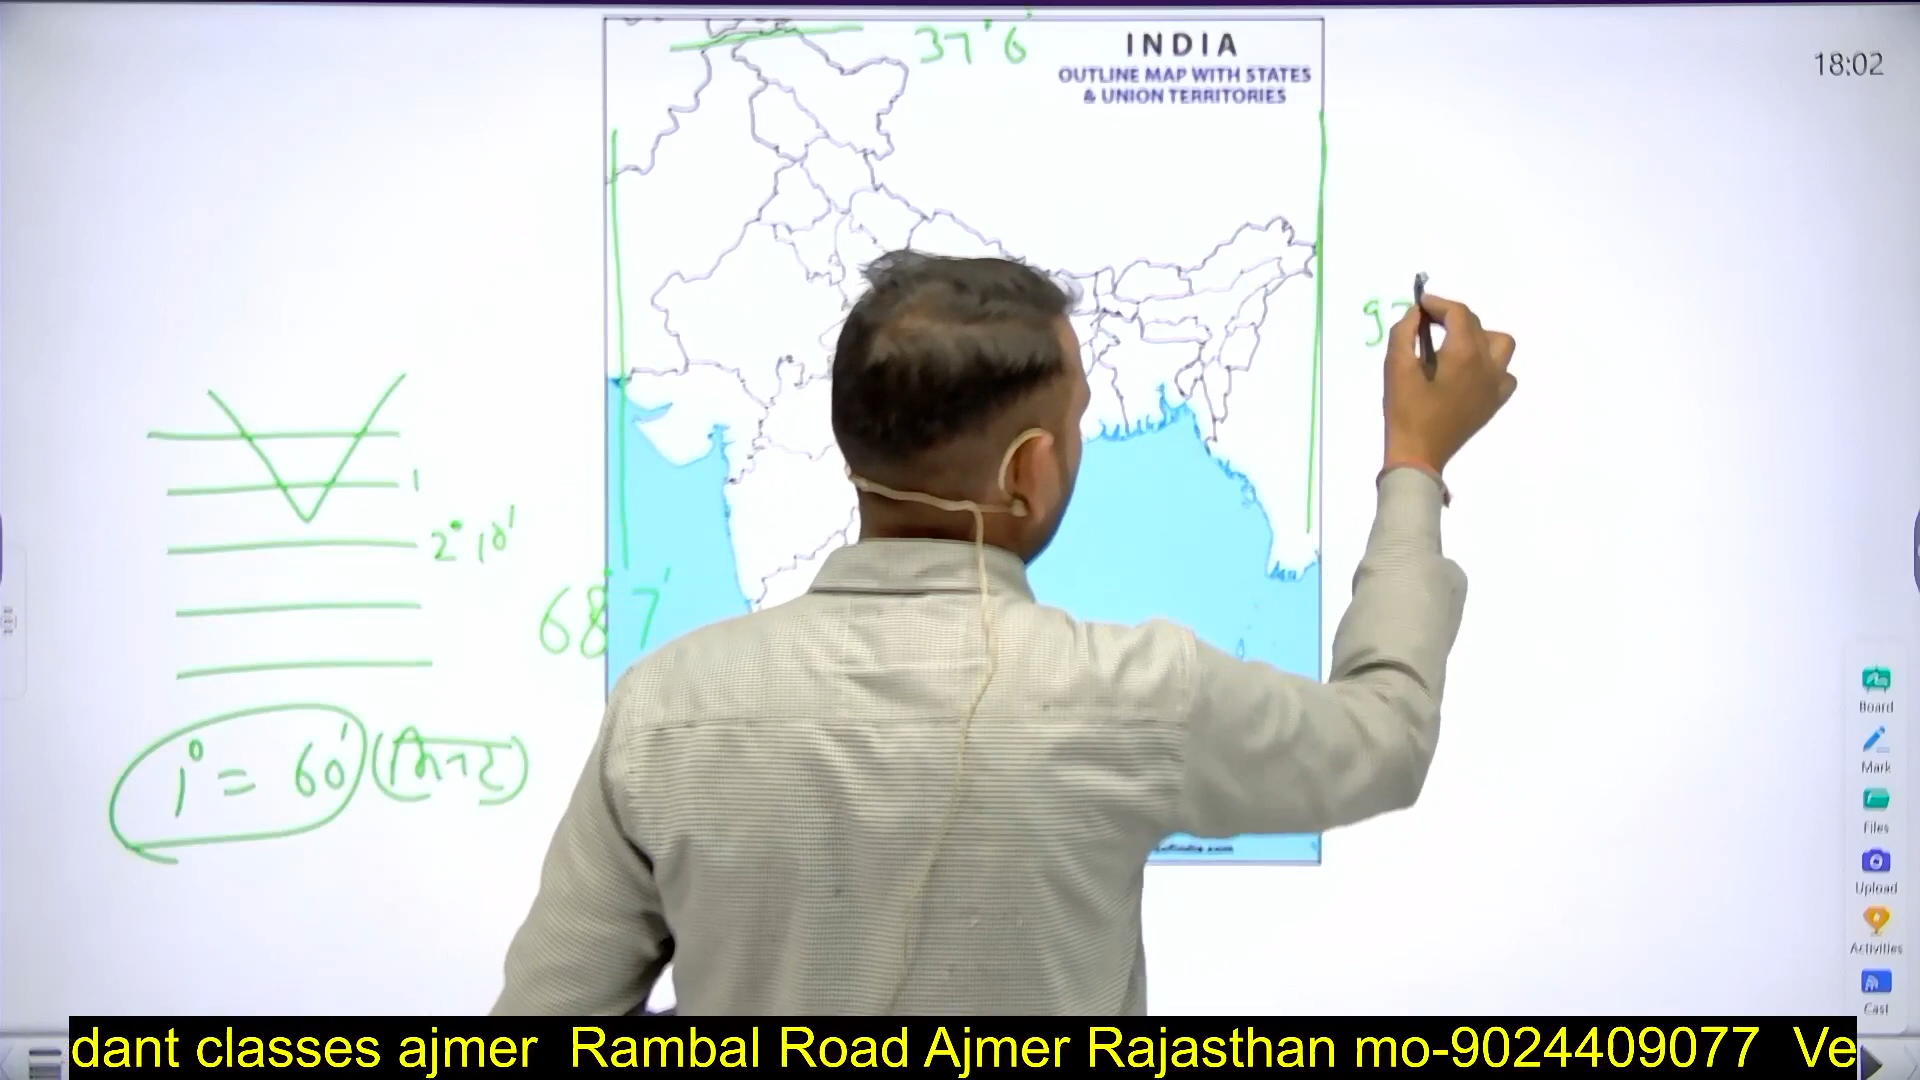 37°6'
INDIA
OUTLINE MAP WITH STATES
& UNION TERRITORIES
18:02
1
2° 10'
68°7'
1° = 60' (मिनट)
97
Board
Mark
Files
Upload
Activities
Cast
dant classes ajmer Rambal Road Ajmer Rajasthan mo-9024409077 Ve